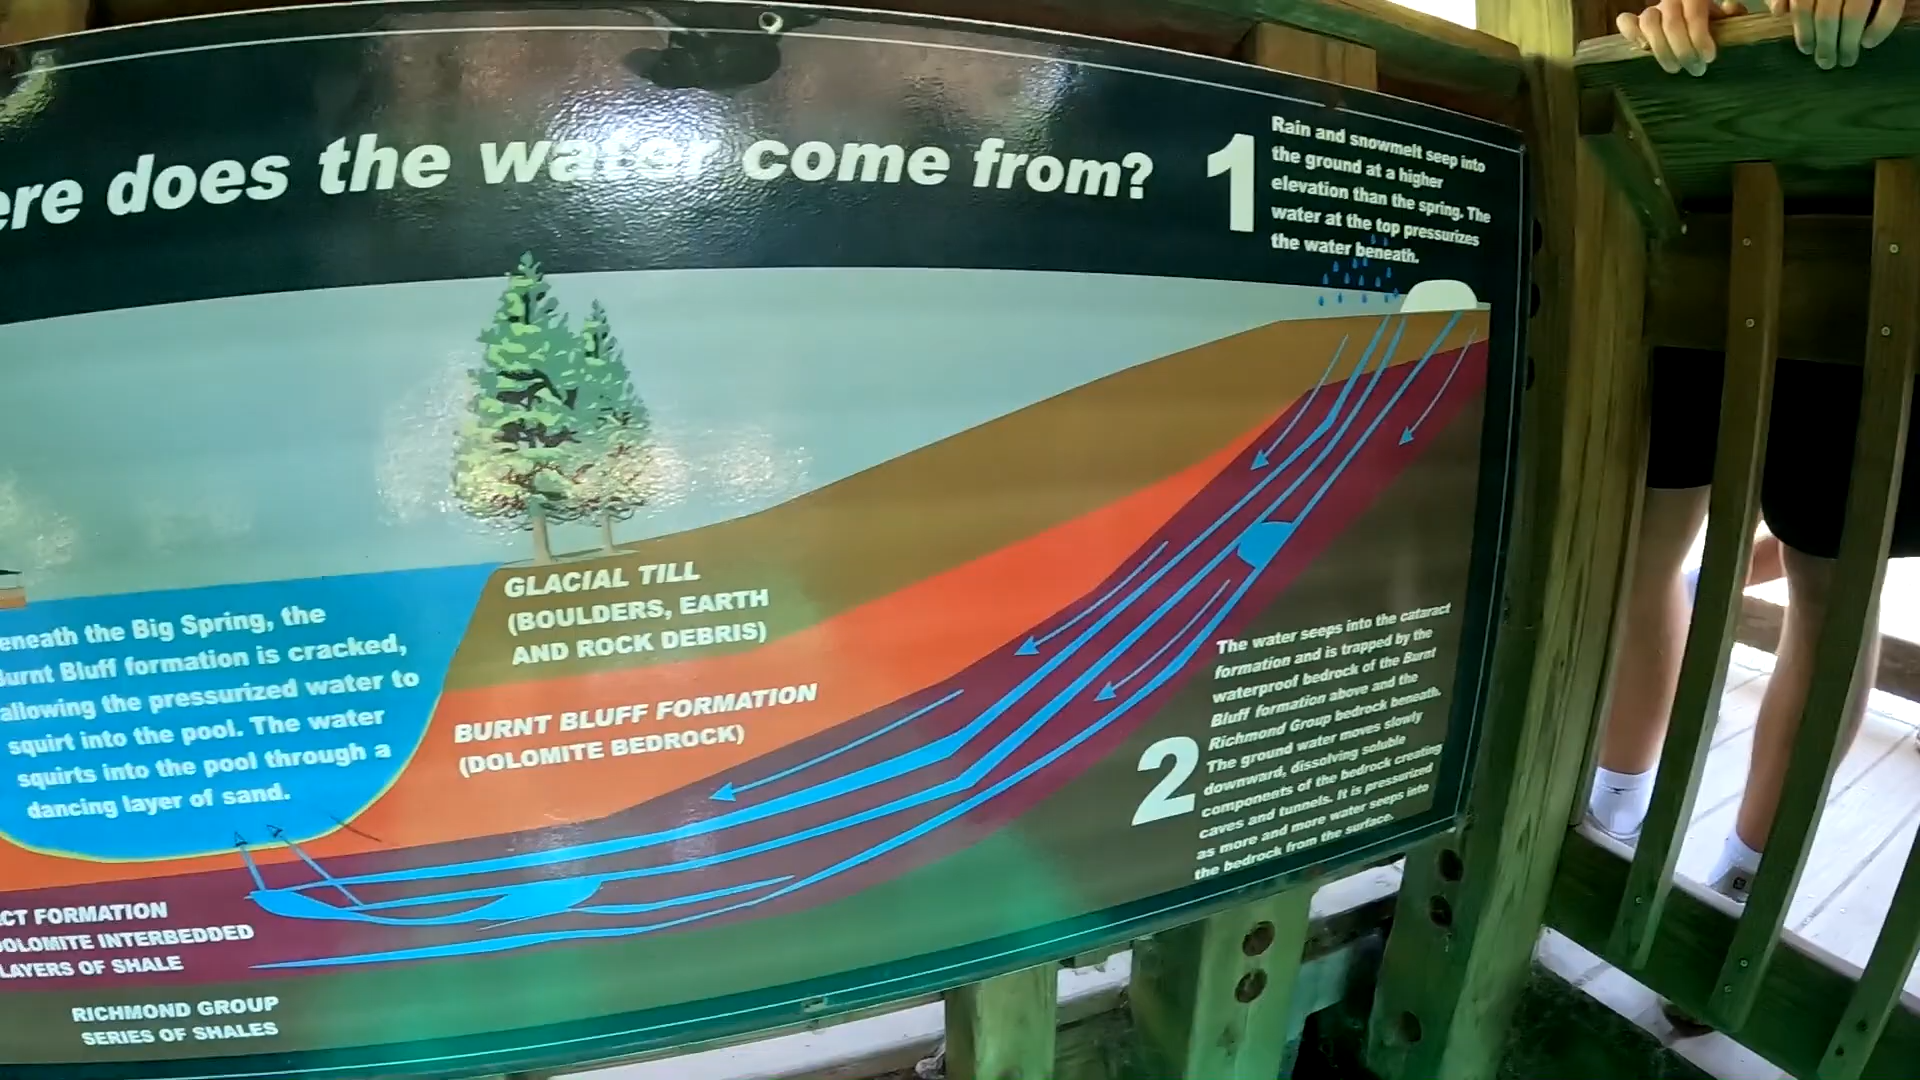 does the water come from?
1
Rain and snowmelt seep into
the ground at a higher
elevation than the spring. The
water at the top pressurizes
the water beneath.
GLACIAL TILL
(BOULDERS, EARTH
AND ROCK DEBRIS)
BURNT BLUFF FORMATION
(DOLOMITE BEDROCK)
the Big Spring, the
Burnt Bluff formation is cracked,
allowing the pressurized water to
squirt into the pool. The water
squirts into the pool through a
dancing layer of sand.
2
The water seeps into the cataract
formation and is trapped by the
waterproof bedrock of the Burnt
Bluff formation above and the
Richmond Group bedrock beneath.
The ground water moves slowly
downward, dissolving soluble
components of the bedrock creating
caves and tunnels. It is pressurized
as more and more water seeps into
the bedrock from the surface.
FORMATION
DOLOMITE INTERBEDDED
LAYERS OF SHALE
RICHMOND GROUP
SERIES OF SHALES